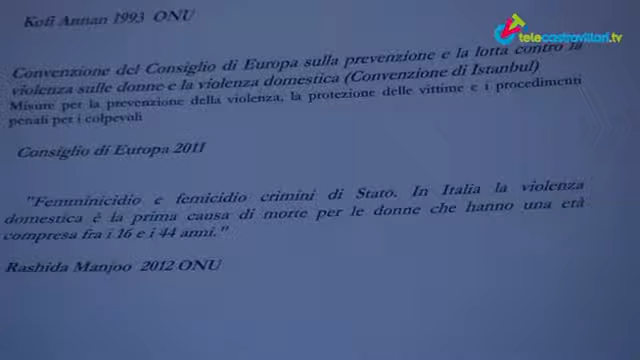 telecastrovillari.tv
Kofi Annan 1993 ONU
Convenzione del Consiglio di Europa sulla prevenzione e la lotta contro la
violenza sulle donne e la violenza domestica (Convenzione di Istanbul)
Misure per la prevenzione della violenza, la protezione delle vittime e i procedimenti
penali per i colpevoli
Consiglio di Europa 2011
"Femminicidio e femicidio crimini di Stato. In Italia la violenza
domestica è la prima causa di morte per le donne che hanno una età
compresa fra i 16 e i 44 anni."
Rashida Manjoo 2012 ONU